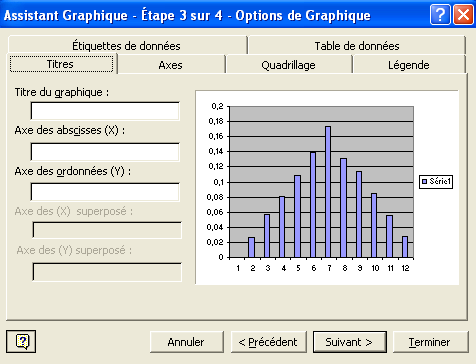 Assistant Graphique - Étape 3 sur 4 - Options de Graphique
Étiquettes de données Table de données
Titres Axes Quadrillage Légende
Titre du graphique :
Axe des abscisses (X) :
Axe des ordonnées (Y) :
Axe des (X) superposé :
Axe des (Y) superposé :
0,2
0,18
0,16
0,14
0,12
0,1
0,08
0,06
0,04
0,02
0
1 2 3 4 5 6 7 8 9 10 11 12
Série1
Annuler < Précédent Suivant > Terminer